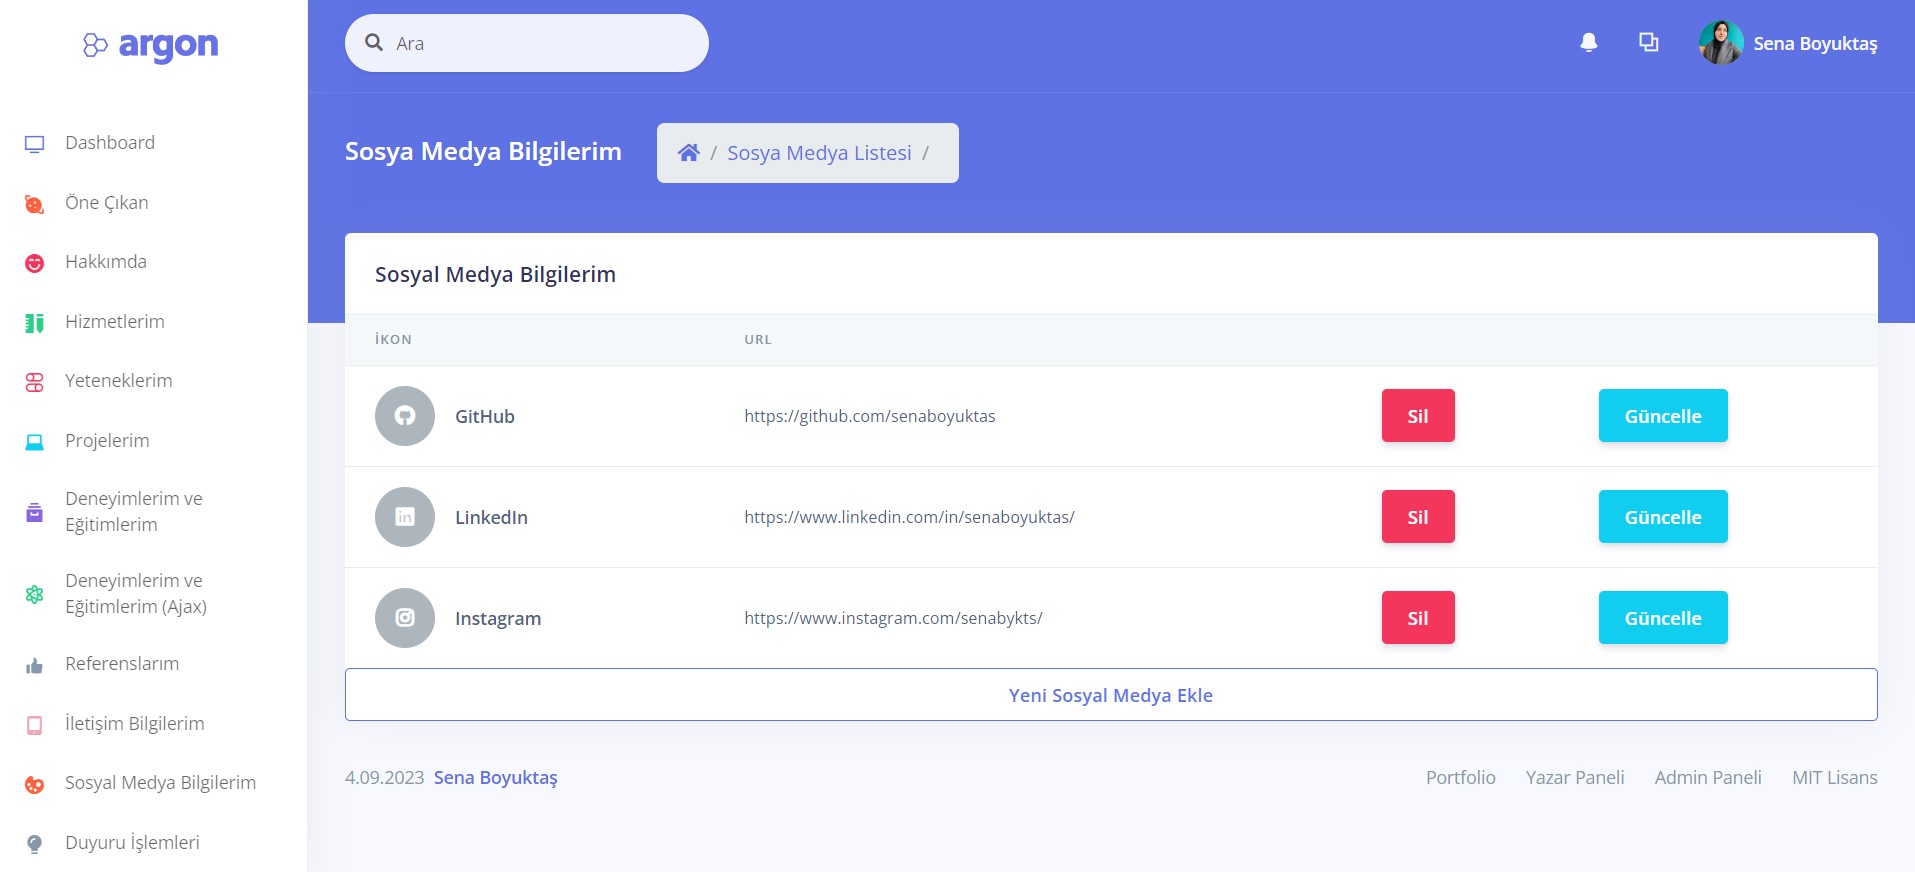 argon
Ara
Sena Boyuktaş
Dashboard
Öne Çıkan
Hakkımda
Hizmetlerim
Yeteneklerim
Projelerim
Deneyimlerim ve
Eğitimlerim
Deneyimlerim ve
Eğitimlerim (Ajax)
Referenslarım
İletişim Bilgilerim
Sosyal Medya Bilgilerim
Duyuru İşlemleri
Sosya Medya Bilgilerim
/ Sosya Medya Listesi /
Sosyal Medya Bilgilerim
İKON URL
GitHub https://github.com/senaboyuktas Sil Güncelle
LinkedIn https://www.linkedin.com/in/senaboyuktas/ Sil Güncelle
Instagram https://www.instagram.com/senabykts/ Sil Güncelle
Yeni Sosyal Medya Ekle
4.09.2023 Sena Boyuktaş Portfolio Yazar Paneli Admin Paneli MIT Lisans